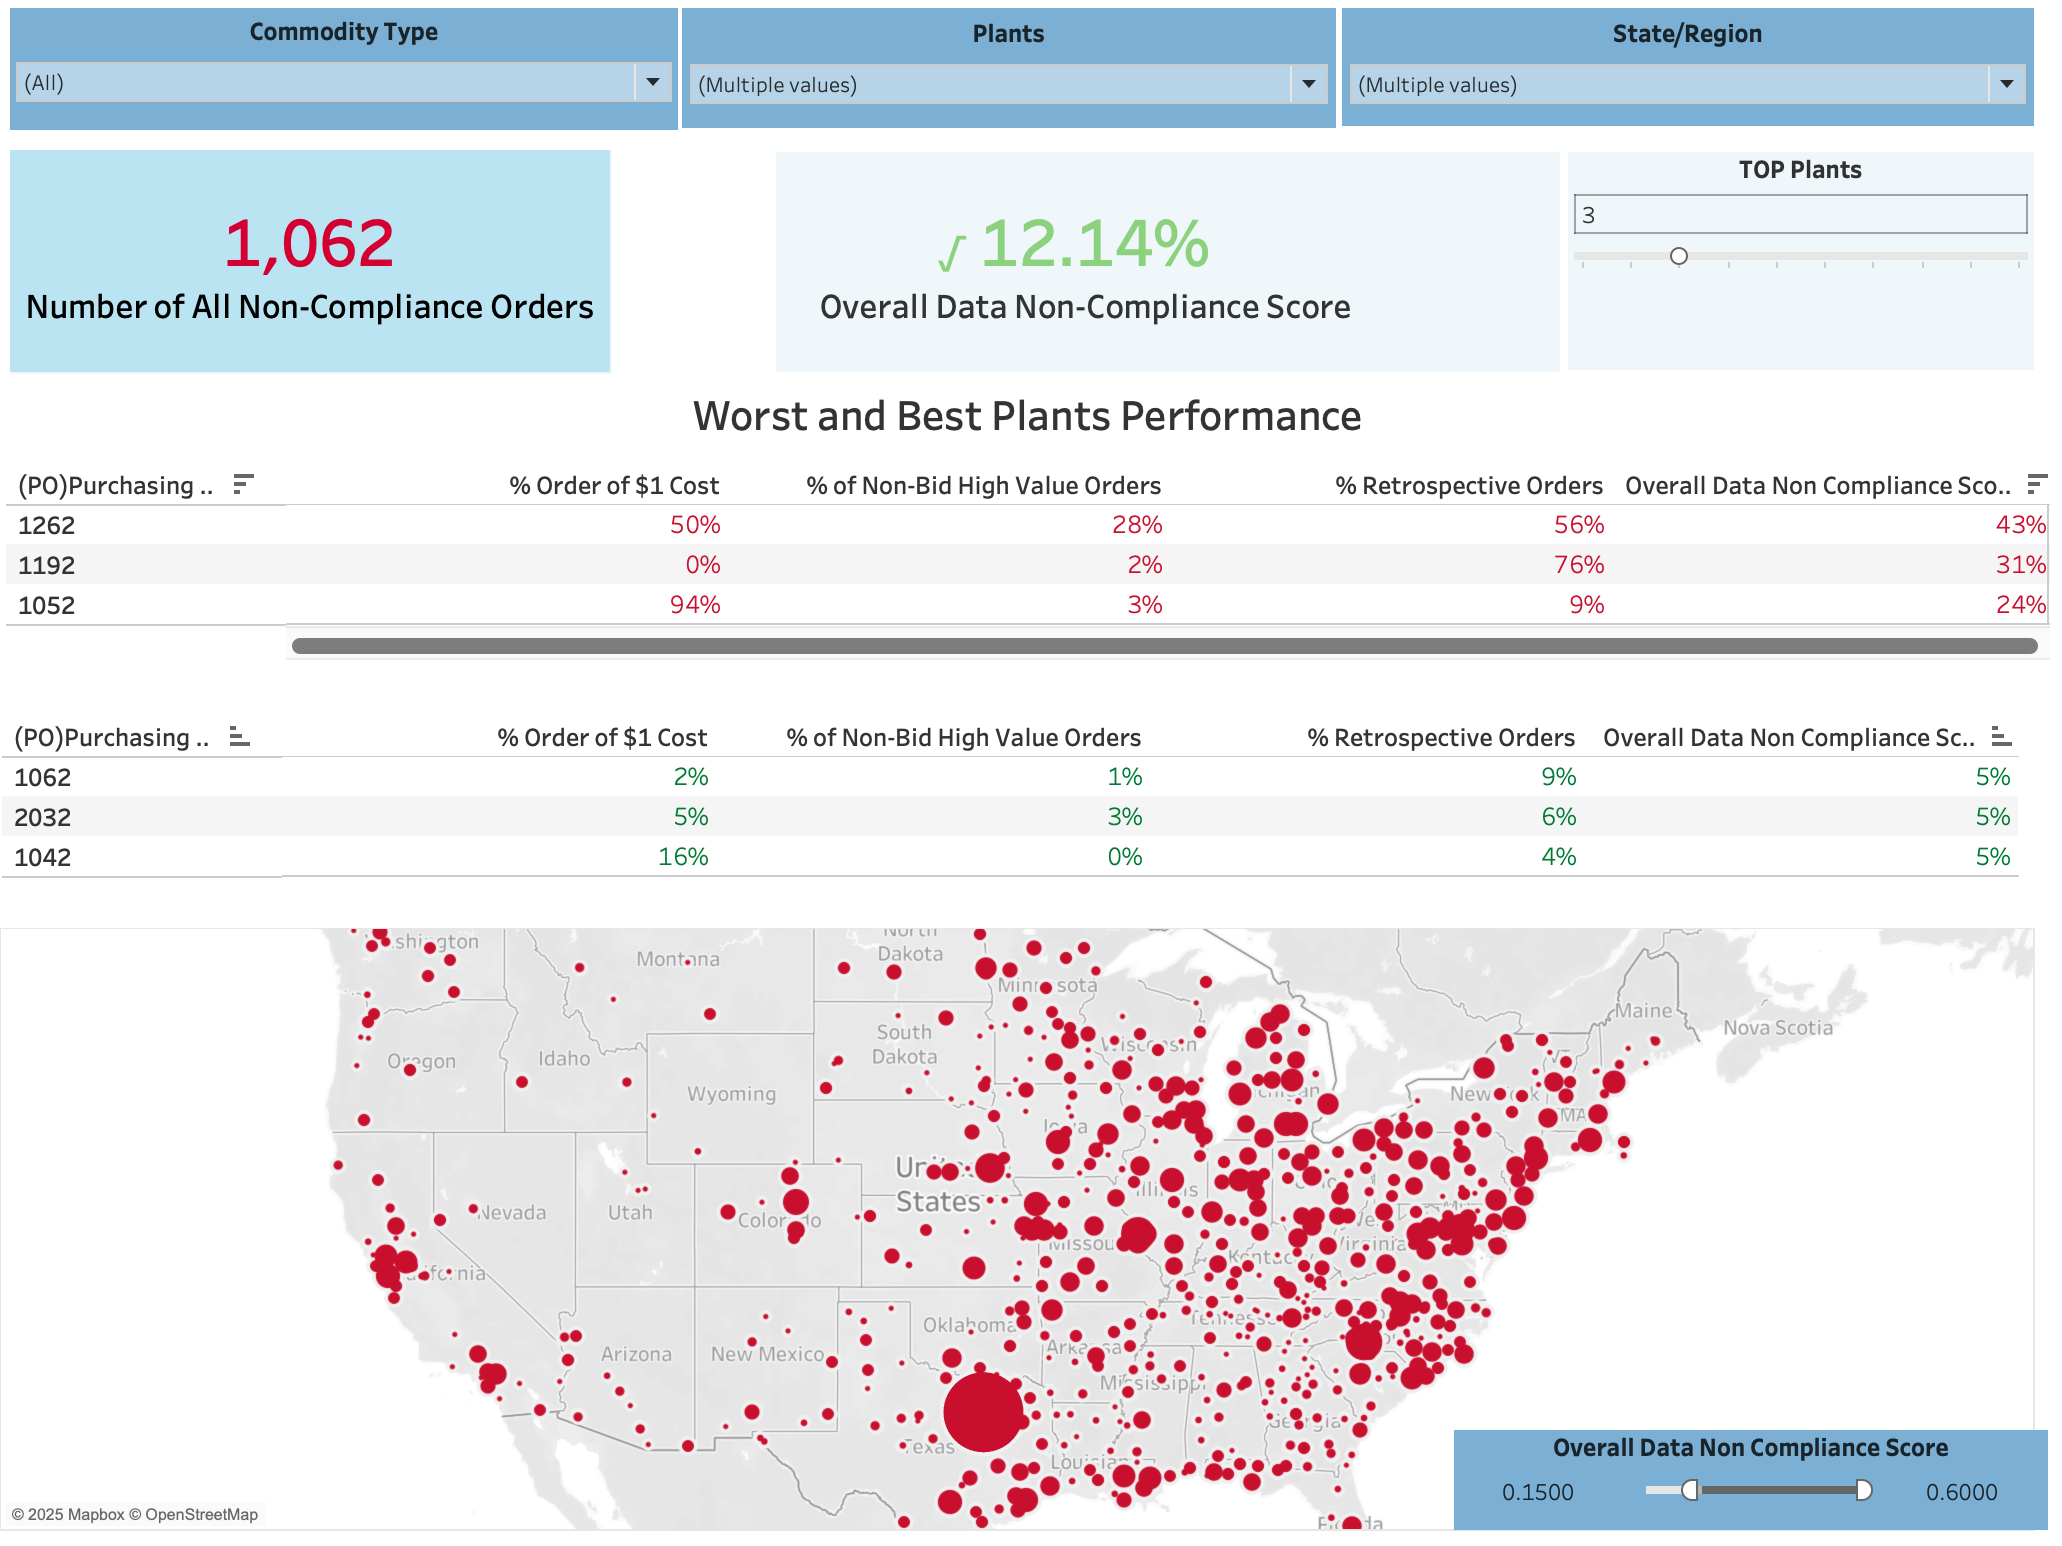 Commodity Type
Plants
State/Region
(All)
(Multiple values)
(Multiple values)
1,062
Number of All Non-Compliance Orders
√ 12.14%
Overall Data Non-Compliance Score
TOP Plants
3
Worst and Best Plants Performance
(PO)Purchasing .. % Order of $1 Cost % of Non-Bid High Value Orders % Retrospective Orders Overall Data Non Compliance Sco..
1262 50% 28% 56% 43%
1192 0% 2% 76% 31%
1052 94% 3% 9% 24%
(PO)Purchasing .. % Order of $1 Cost % of Non-Bid High Value Orders % Retrospective Orders Overall Data Non Compliance Sc..
1062 2% 1% 9% 5%
2032 5% 3% 6% 5%
1042 16% 0% 4% 5%
North
Dakota
Montana
Minnesota
Maine
Nova Scotia
South
Dakota
Oregon
Idaho
Wisconsin
VT
Wyoming
New York
MA
Iowa
United
States
Illinois
Nevada
Utah
Colorado
Missou
Virginia
Kentucky
Oklahoma
Tennessee
Arizona
New Mexico
Arkansas
Mississippi
Georgia
Texas
Louisiana
Florida
Overall Data Non Compliance Score
0.1500
0.6000
© 2025 Mapbox © OpenStreetMap